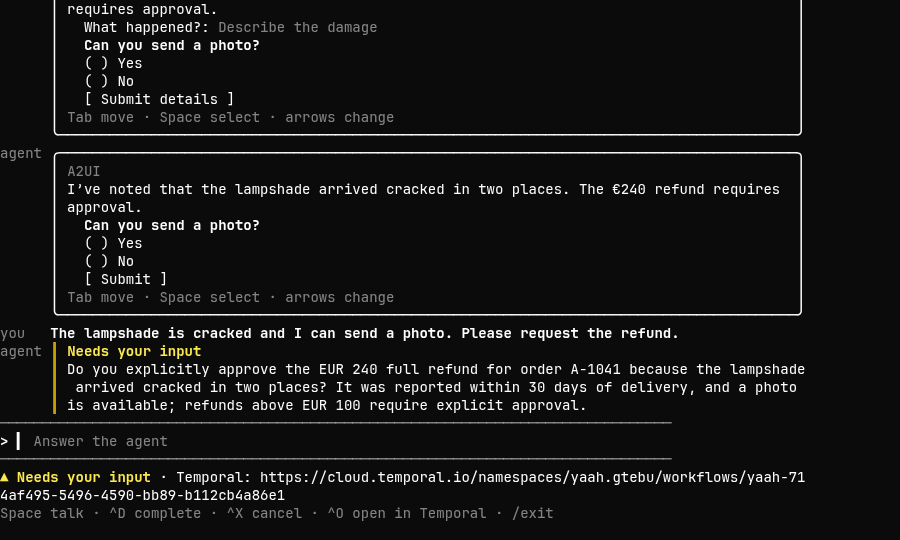 requires approval.
What happened?: Describe the damage
Can you send a photo?
( ) Yes
( ) No
[ Submit details ]
Tab move · Space select · arrows change
agent
A2UI
I’ve noted that the lampshade arrived cracked in two places. The €240 refund requires
approval.
Can you send a photo?
( ) Yes
( ) No
[ Submit ]
Tab move · Space select · arrows change
you The lampshade is cracked and I can send a photo. Please request the refund.
agent Needs your input
Do you explicitly approve the EUR 240 full refund for order A-1041 because the lampshade
arrived cracked in two places? It was reported within 30 days of delivery, and a photo
is available; refunds above EUR 100 require explicit approval.
> Answer the agent
▲ Needs your input · Temporal: https://cloud.temporal.io/namespaces/yaah.gtebu/workflows/yaah-71
4af495-5496-4590-bb89-b112cb4a86e1
Space talk · ^D complete · ^X cancel · ^O open in Temporal · /exit